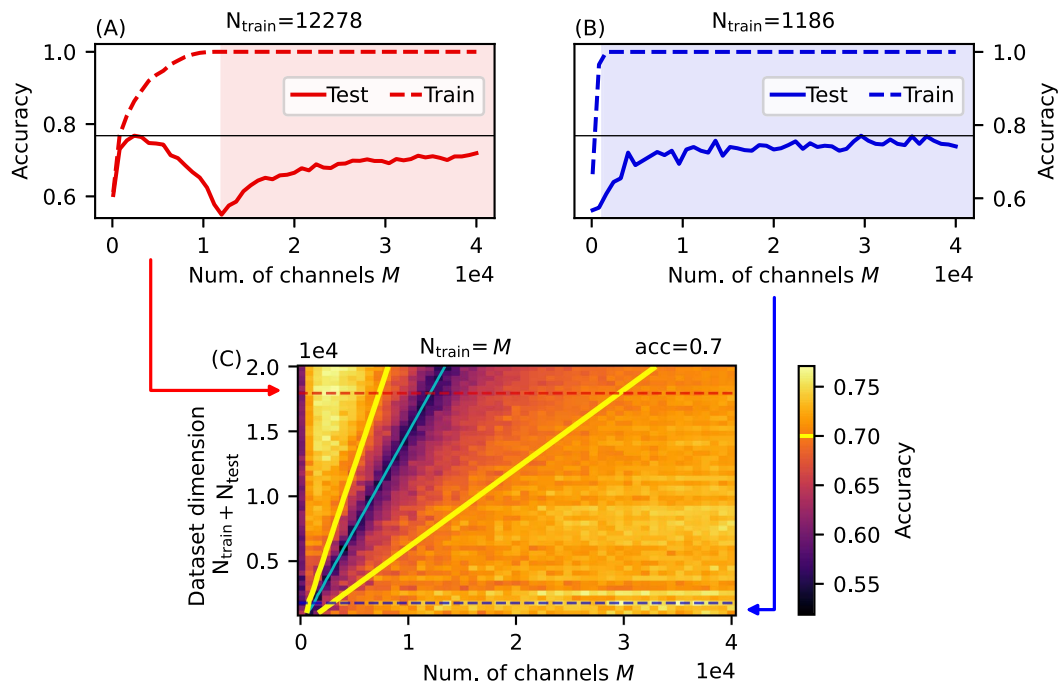 (A) N_train=12278
Accuracy
1.0
0.8
0.6
Test Train
0 1 2 3 4
1e4
Num. of channels M
(B) N_train=1186
1.0
0.8
0.6
Accuracy
Test Train
0 1 2 3 4
1e4
Num. of channels M
(C) 1e4 N_train=M acc=0.7
Dataset dimension
N_train + N_test
2.0
1.5
1.0
0.5
0 1 2 3 4
1e4
Num. of channels M
0.75
0.70
0.65
0.60
0.55
Accuracy